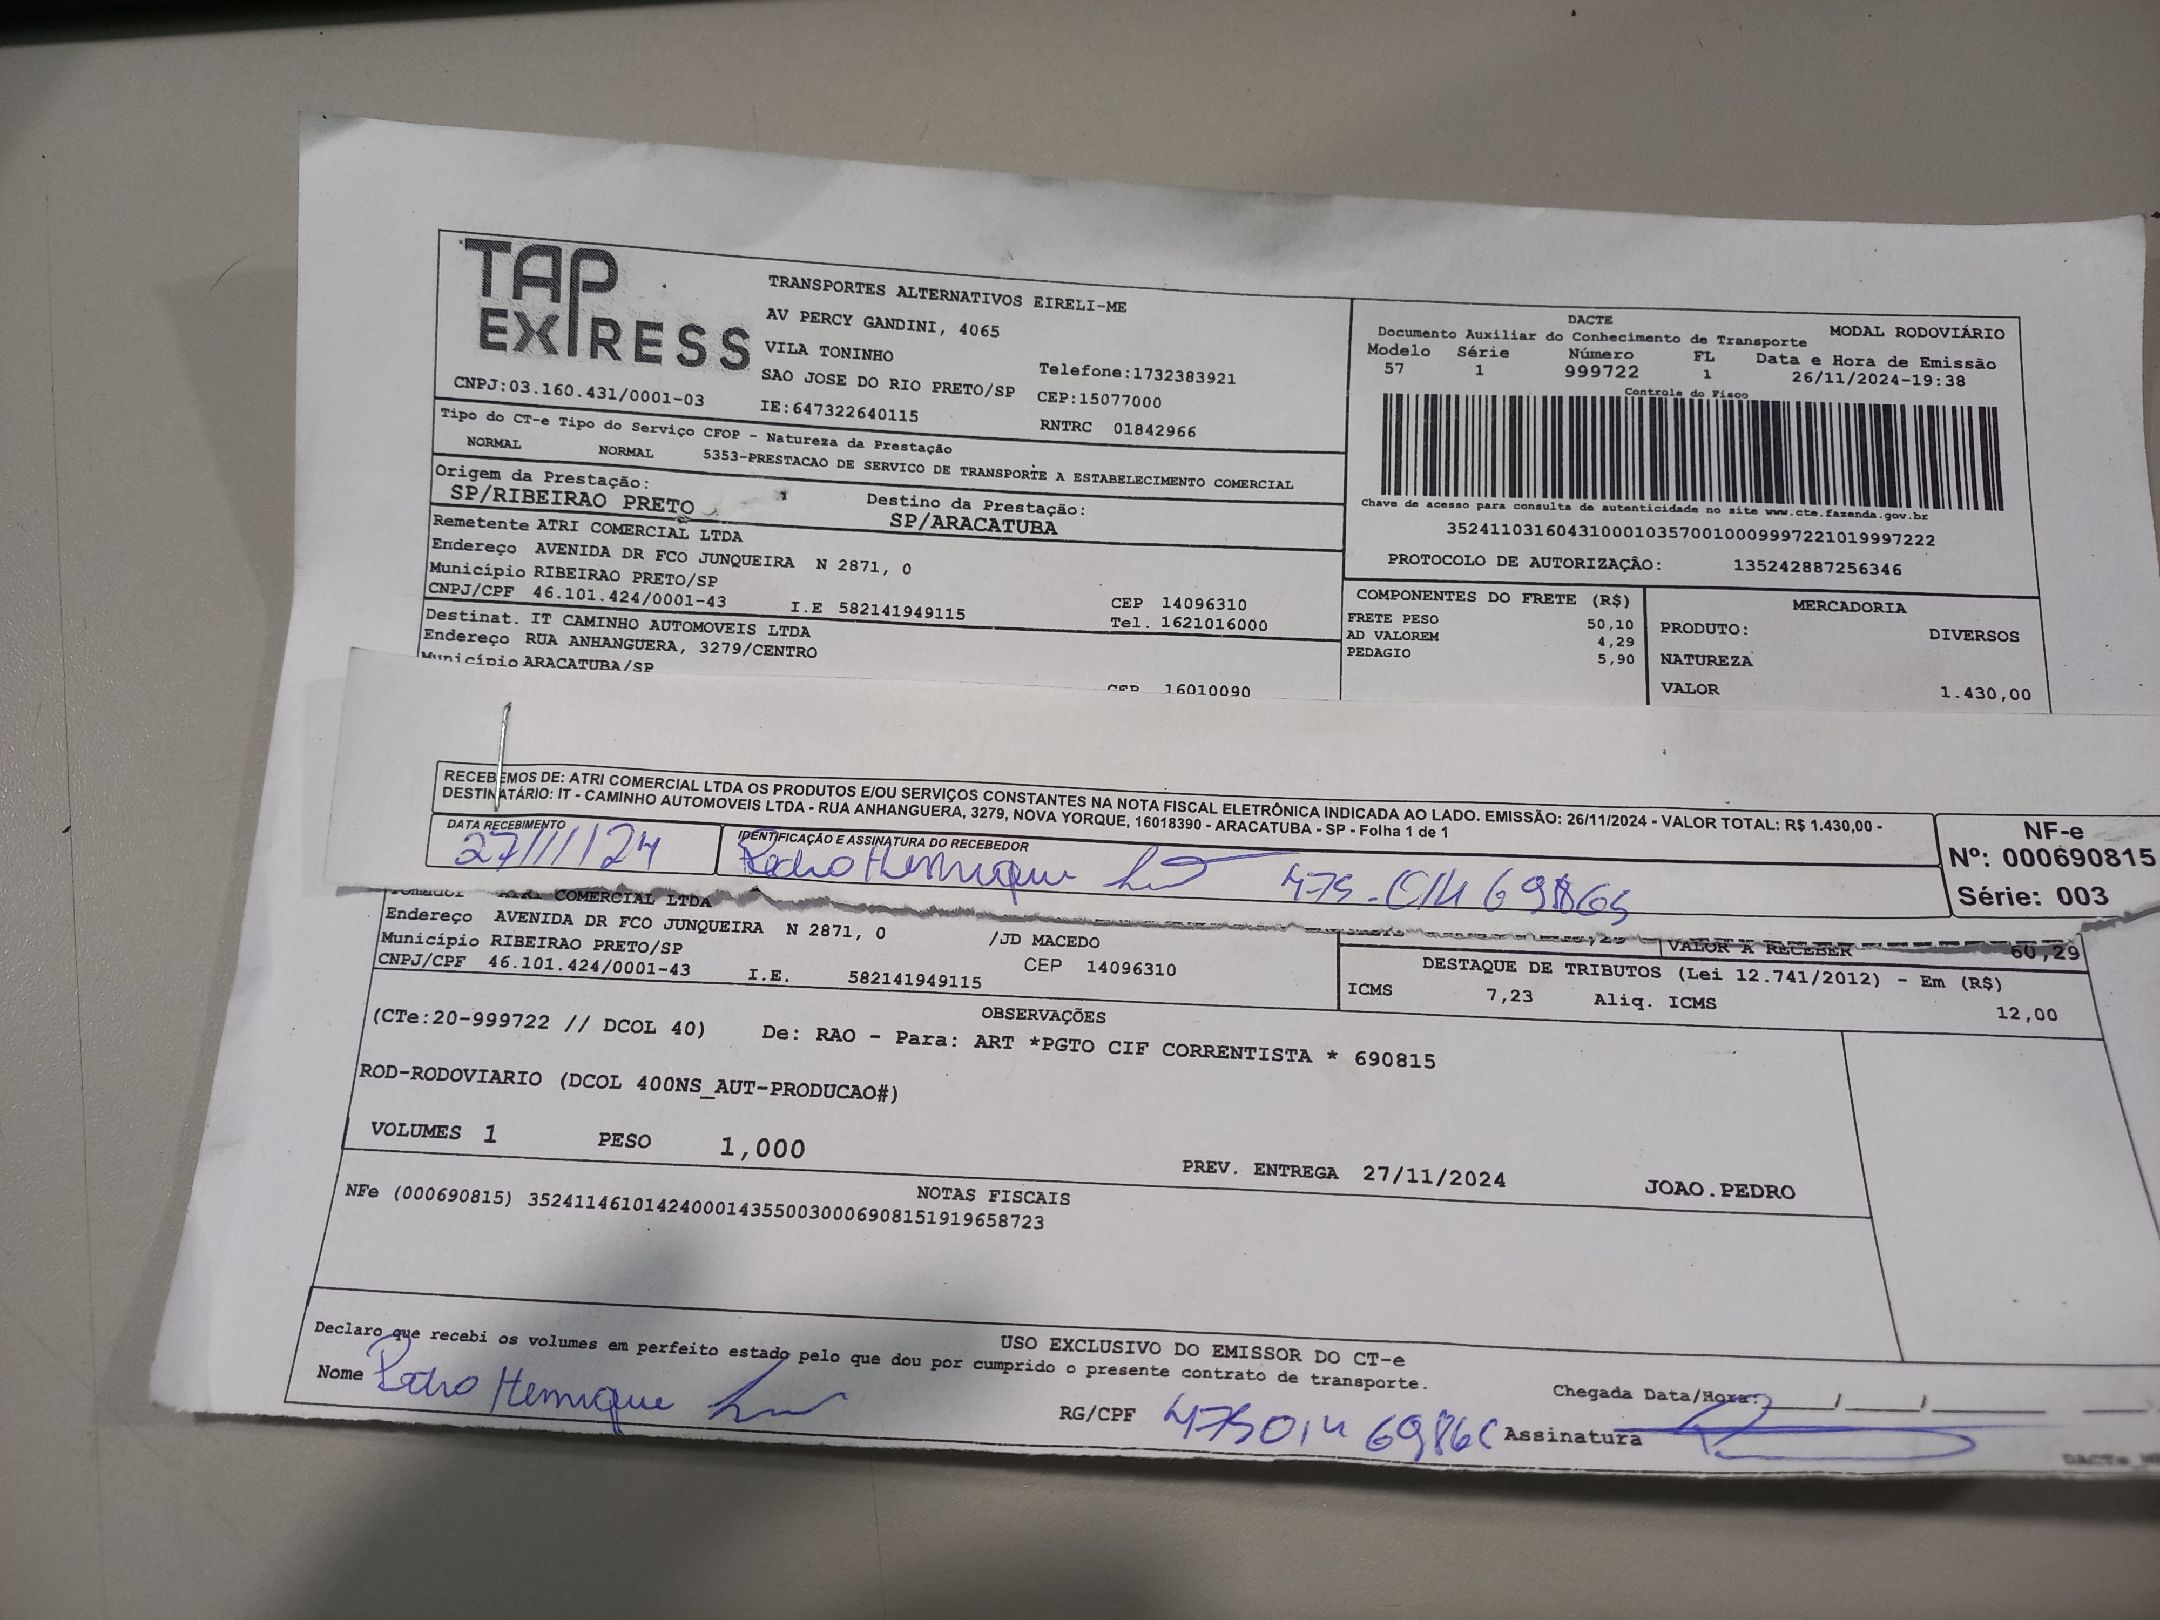 TAP
EXPRESS
TRANSPORTES ALTERNATIVOS EIRELI-ME
AV PERCY GANDINI, 4065
VILA TONINHO
SAO JOSE DO RIO PRETO/SP
Telefone:1732383921
CEP:15077000
CNPJ:03.160.431/0001-03
IE:647322640115
RNTRC 01842966
Tipo do CT-e Tipo do Serviço CFOP - Natureza da Prestação
NORMAL NORMAL 5353-PRESTACAO DE SERVICO DE TRANSPORTE A ESTABELECIMENTO COMERCIAL
Origem da Prestação:
SP/RIBEIRAO PRETO
Destino da Prestação:
SP/ARACATUBA
Remetente ATRI COMERCIAL LTDA
Endereço AVENIDA DR FCO JUNQUEIRA N 2871, 0
Município RIBEIRAO PRETO/SP
CEP 14096310
CNPJ/CPF 46.101.424/0001-43 I.E 582141949115 Tel. 1621016000
Destinat. IT CAMINHO AUTOMOVEIS LTDA
Endereço RUA ANHANGUERA, 3279/CENTRO
Município ARACATUBA/SP
CEP 16010090
DACTE
Documento Auxiliar do Conhecimento de Transporte
MODAL RODOVIÁRIO
Modelo Série Número FL Data e Hora de Emissão
57 1 999722 1 26/11/2024-19:38
Controle do Fisco
Chave de acesso para consulta de autenticidade no site www.cte.fazenda.gov.br
35241103160431000103570010009997221019997222
PROTOCOLO DE AUTORIZAÇÃO: 135242887256346
COMPONENTES DO FRETE (R$)
FRETE PESO 50,10
AD VALOREM 4,29
PEDAGIO 5,90
MERCADORIA
PRODUTO: DIVERSOS
NATUREZA
VALOR 1.430,00
RECEBEMOS DE: ATRI COMERCIAL LTDA OS PRODUTOS E/OU SERVIÇOS CONSTANTES NA NOTA FISCAL ELETRÔNICA INDICADA AO LADO. EMISSÃO: 26/11/2024 - VALOR TOTAL: R$ 1.430,00 -
DESTINATÁRIO: IT - CAMINHO AUTOMOVEIS LTDA - RUA ANHANGUERA, 3279, NOVA YORQUE, 16018390 - ARACATUBA - SP - Folha 1 de 1
DATA RECEBIMENTO
27/11/24
IDENTIFICAÇÃO E ASSINATURA DO RECEBEDOR
Pedro Henrique
NF-e
Nº: 000690815
Série: 003
COMERCIAL LTDA
Endereço AVENIDA DR FCO JUNQUEIRA N 2871, 0 /JD MACEDO
Município RIBEIRAO PRETO/SP CEP 14096310
CNPJ/CPF 46.101.424/0001-43 I.E. 582141949115
VALOR A RECEBER 60,29
DESTAQUE DE TRIBUTOS (Lei 12.741/2012) - Em (R$)
ICMS 7,23 Aliq. ICMS 12,00
OBSERVAÇÕES
(CTe:20-999722 // DCOL 40) De: RAO - Para: ART *PGTO CIF CORRENTISTA * 690815
ROD-RODOVIARIO (DCOL 400NS_AUT-PRODUCAO#)
VOLUMES 1 PESO 1,000
PREV. ENTREGA 27/11/2024 JOAO.PEDRO
NOTAS FISCAIS
NFe (000690815) 35241146101424000143550030006908151919658723
USO EXCLUSIVO DO EMISSOR DO CT-e
Declaro que recebi os volumes em perfeito estado pelo que dou por cumprido o presente contrato de transporte.
Nome Pedro Henrique
RG/CPF
Chegada Data/Hora: / /
Assinatura